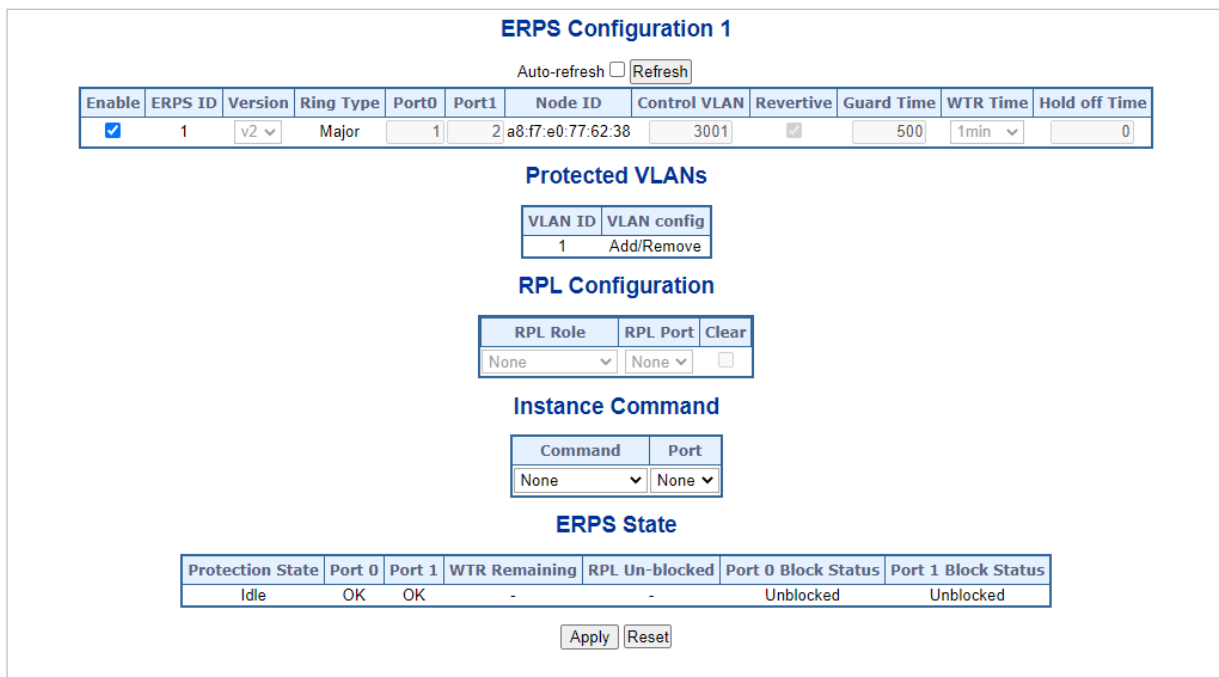 ERPS Configuration 1
Auto-refresh Refresh
Enable ERPS ID Version Ring Type Port0 Port1 Node ID Control VLAN Revertive Guard Time WTR Time Hold off Time
1 v2 Major 1 2 a8:f7:e0:77:62:38 3001 500 1min 0
Protected VLANs
VLAN ID VLAN config
1 Add/Remove
RPL Configuration
RPL Role RPL Port Clear
None None
Instance Command
Command Port
None None
ERPS State
Protection State Port 0 Port 1 WTR Remaining RPL Un-blocked Port 0 Block Status Port 1 Block Status
Idle OK OK - - Unblocked Unblocked
Apply Reset